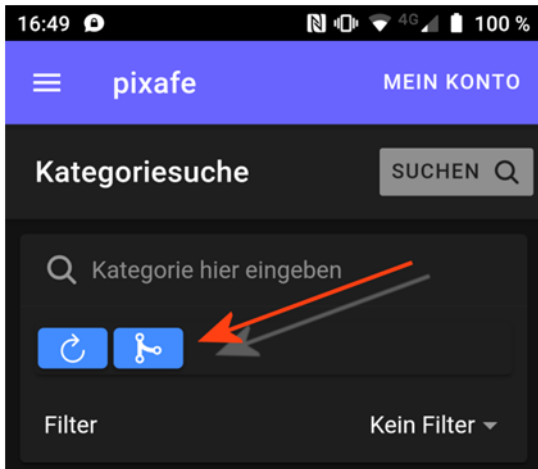 16:49 4G 100 %
pixafe MEIN KONTO
Kategoriesuche SUCHEN
Kategorie hier eingeben
Filter Kein Filter